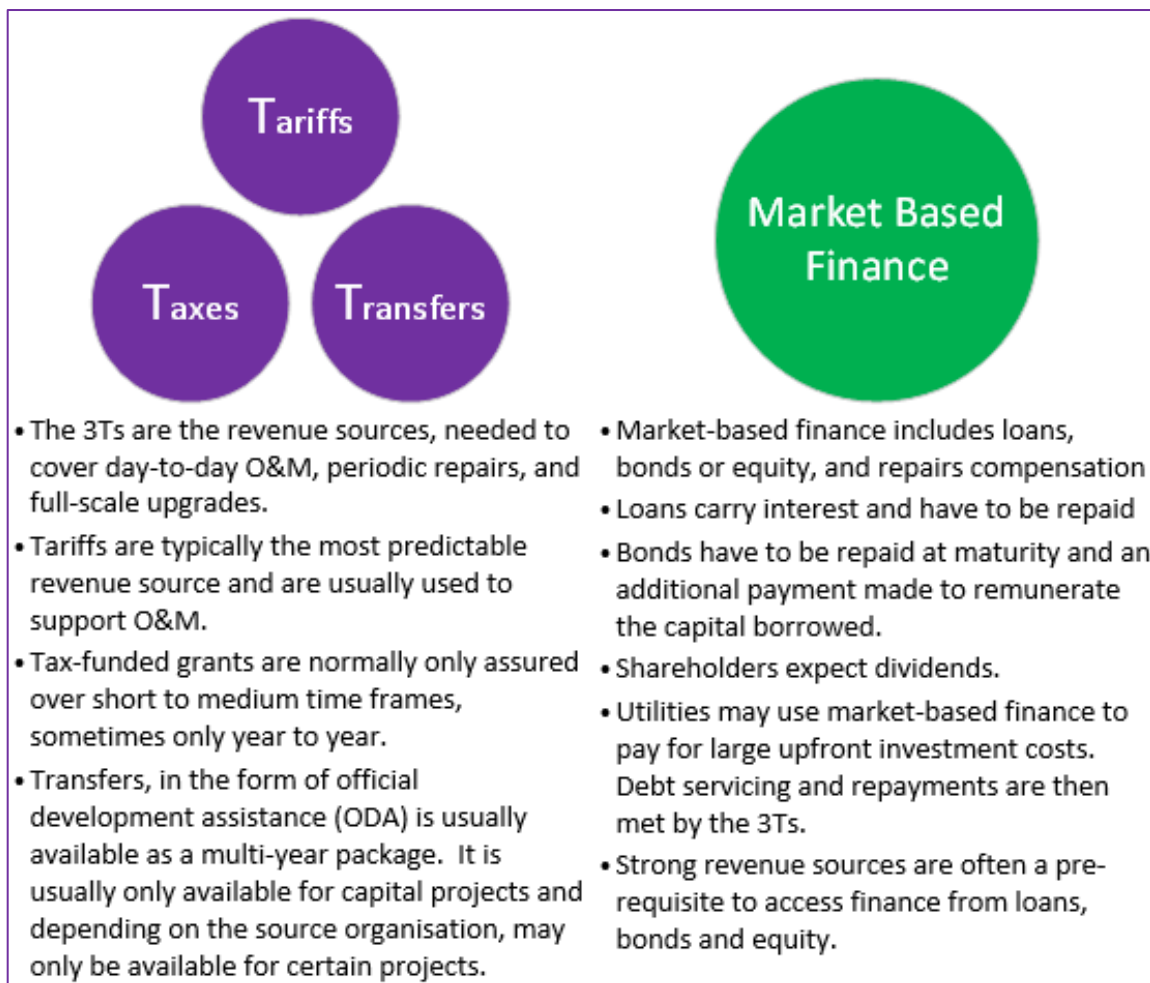 Tariffs
Taxes
Transfers
• The 3Ts are the revenue sources, needed to
cover day-to-day O&M, periodic repairs, and
full-scale upgrades.
• Tariffs are typically the most predictable
revenue source and are usually used to
support O&M.
• Tax-funded grants are normally only assured
over short to medium time frames,
sometimes only year to year.
• Transfers, in the form of official
development assistance (ODA) is usually
available as a multi-year package.  It is
usually only available for capital projects and
depending on the source organisation, may
only be available for certain projects.
Market Based
Finance
• Market-based finance includes loans,
bonds or equity, and repairs compensation
• Loans carry interest and have to be repaid
• Bonds have to be repaid at maturity and an
additional payment made to remunerate
the capital borrowed.
• Shareholders expect dividends.
• Utilities may use market-based finance to
pay for large upfront investment costs.
Debt servicing and repayments are then
met by the 3Ts.
• Strong revenue sources are often a pre-
requisite to access finance from loans,
bonds and equity.